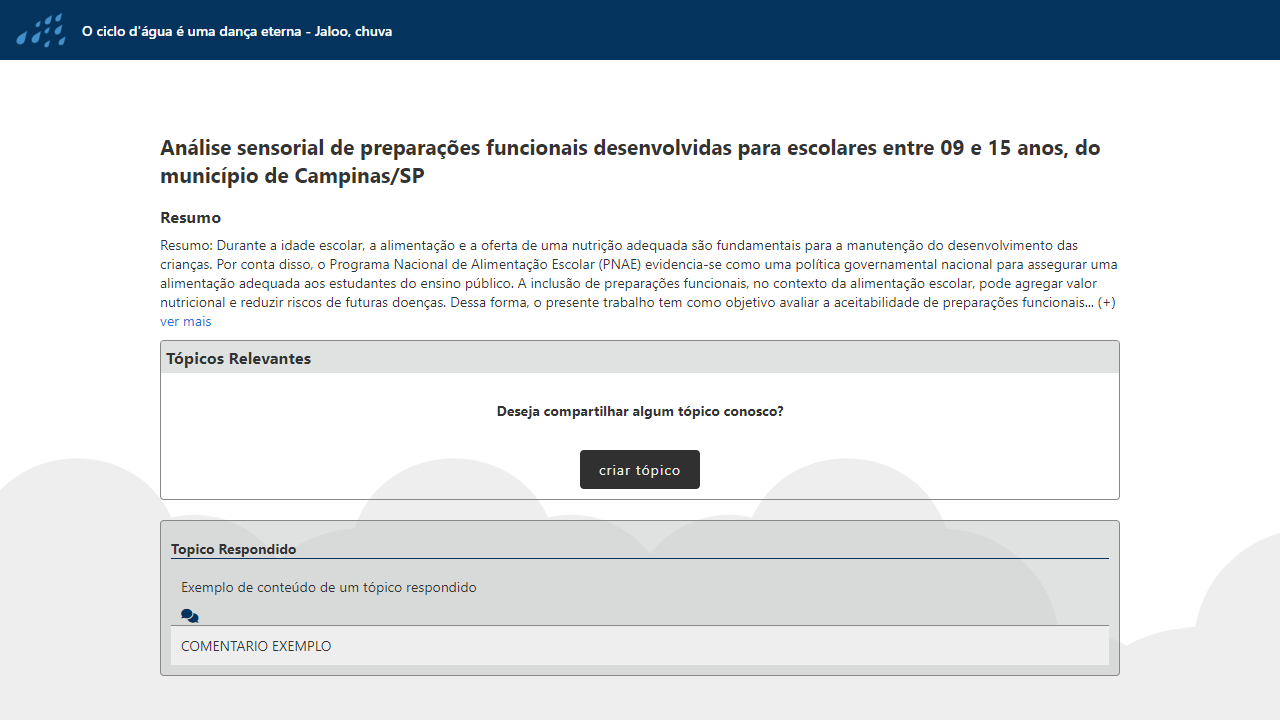 O ciclo d'água é uma dança eterna - Jaloo, chuva
Análise sensorial de preparações funcionais desenvolvidas para escolares entre 09 e 15 anos, do
município de Campinas/SP
Resumo
Resumo: Durante a idade escolar, a alimentação e a oferta de uma nutrição adequada são fundamentais para a manutenção do desenvolvimento das
crianças. Por conta disso, o Programa Nacional de Alimentação Escolar (PNAE) evidencia-se como uma política governamental nacional para assegurar uma
alimentação adequada aos estudantes do ensino público. A inclusão de preparações funcionais, no contexto da alimentação escolar, pode agregar valor
nutricional e reduzir riscos de futuras doenças. Dessa forma, o presente trabalho tem como objetivo avaliar a aceitabilidade de preparações funcionais... (+)
ver mais
Tópicos Relevantes
Deseja compartilhar algum tópico conosco?
criar tópico
Topico Respondido
Exemplo de conteúdo de um tópico respondido
COMENTARIO EXEMPLO